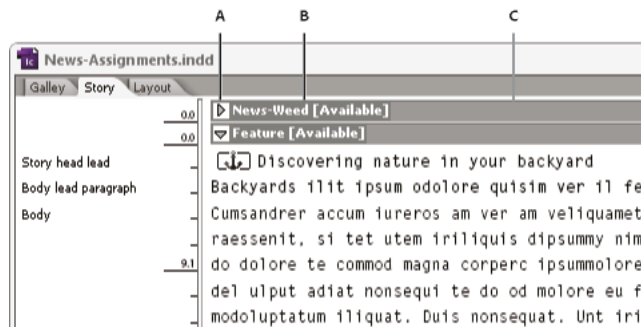 A B C
Ic News-Assignments.indd
Galley Story Layout
0.0 News-Weed [Available]
0.0 Feature [Available]
Story head lead Discovering nature in your backyard
Body lead paragraph Backyards ilit ipsum odolore quisim ver il fe
Body Cumsandrer accum iureros am ver am veliquamet
raessenit, si tet utem iriliquis dipsummy nim
9.1 do dolore te commod magna corperc ipsummolore
del ulput adiat nonsequi te do od molore eu f
modoluptatum iliquat. Duis nonsequat. Unt iri